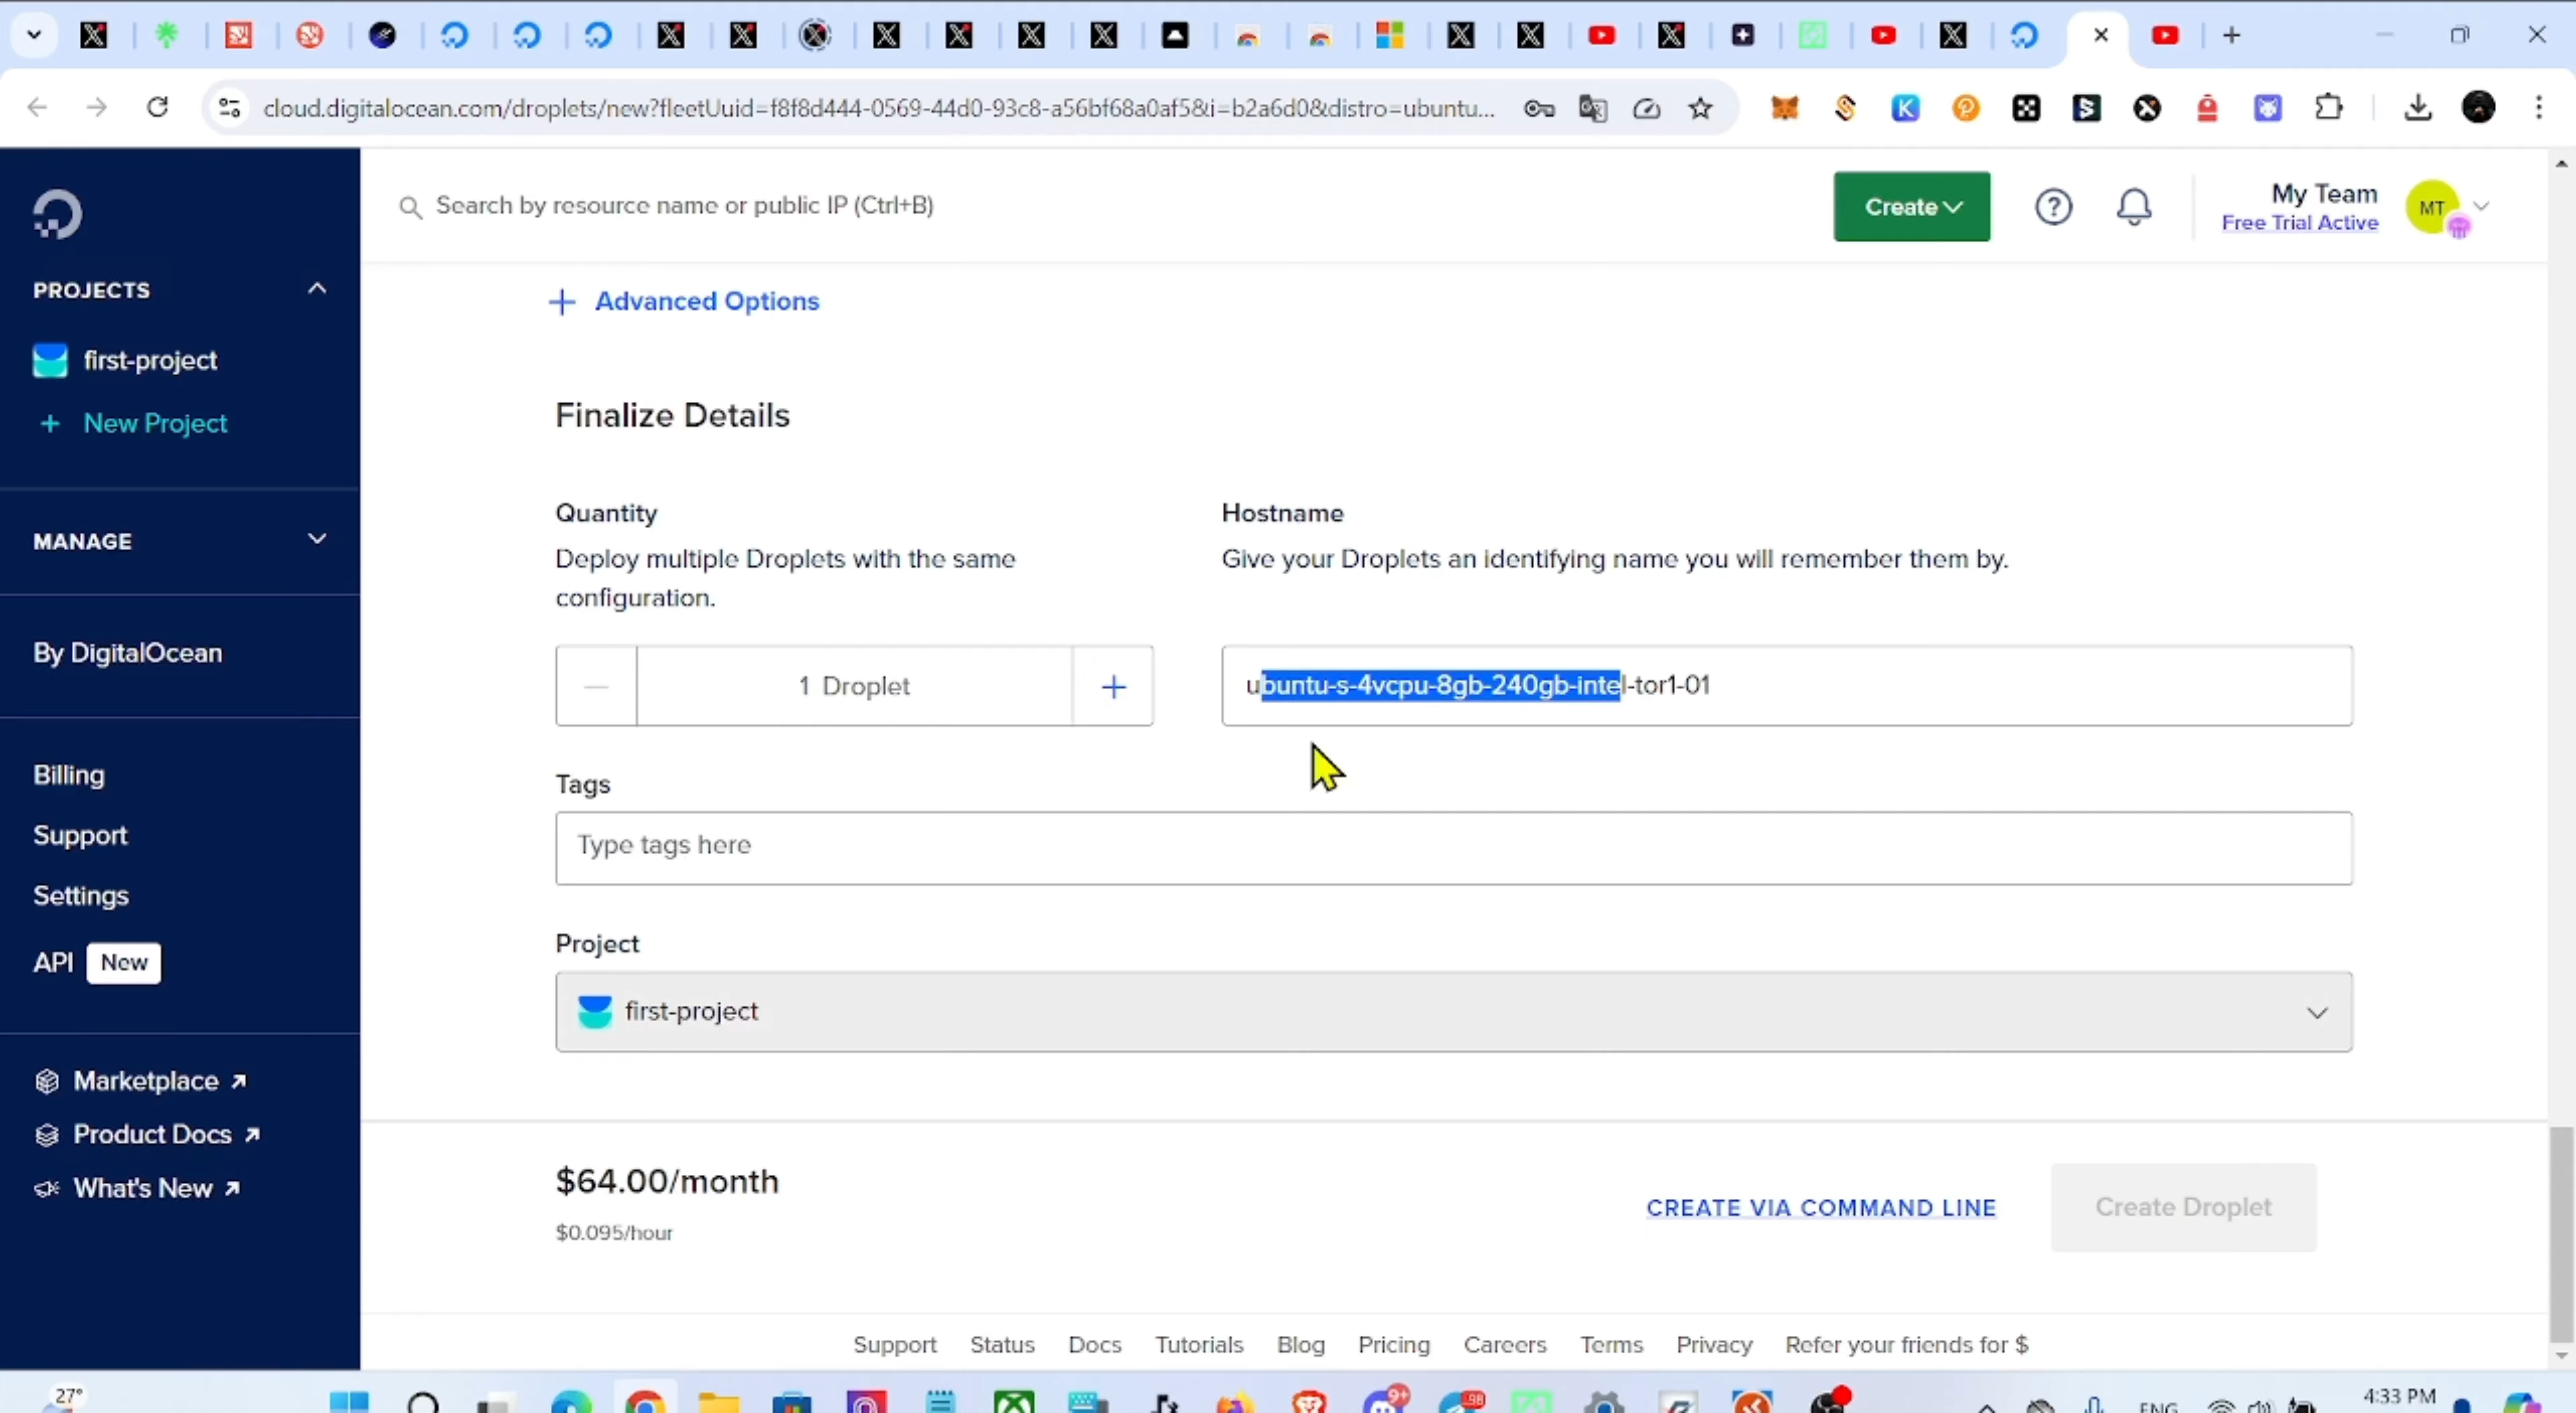 cloud.digitalocean.com/droplets/new?fleetUuid=f8f8d444-0569-44d0-93c8-a56bf68a0af5&i=b2a6d0&distro=ubuntu...
Search by resource name or public IP (Ctrl+B)
Create
My Team
Free Trial Active
MT
PROJECTS
first-project
+ New Project
MANAGE
By DigitalOcean
Billing
Support
Settings
API New
Marketplace
Product Docs
What's New
+ Advanced Options
Finalize Details
Quantity
Deploy multiple Droplets with the same
configuration.
1 Droplet
Hostname
Give your Droplets an identifying name you will remember them by.
ubuntu-s-4vcpu-8gb-240gb-intel-tor1-01
Tags
Type tags here
Project
first-project
$64.00/month
$0.095/hour
CREATE VIA COMMAND LINE
Create Droplet
Support Status Docs Tutorials Blog Pricing Careers Terms Privacy Refer your friends for $
27°
9+
98
ENG
4:33 PM